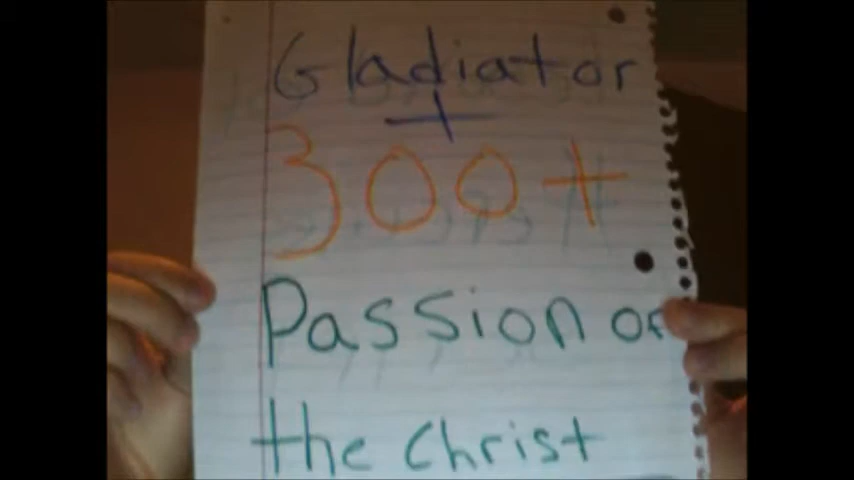 Gladiator
+
300+
Passion of
the Christ